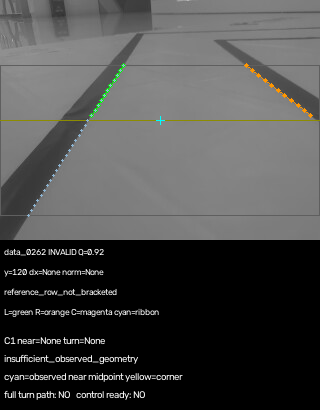 data_0262 INVALID Q=0.92
y=120 dx=None norm=None
reference_row_not_bracketed
L=green R=orange C=magenta cyan=ribbon
C1 near=None turn=None
insufficient_observed_geometry
cyan=observed near midpoint yellow=corner
full turn path: NO control ready: NO